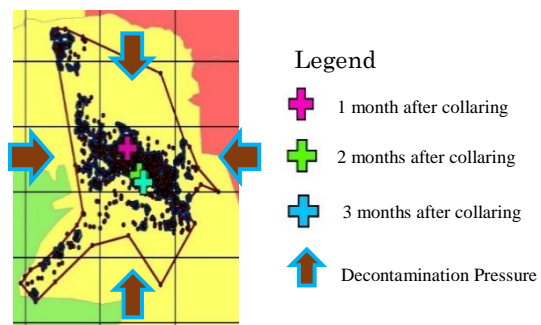 Legend
1 month after collaring
2 months after collaring
3 months after collaring
Decontamination Pressure